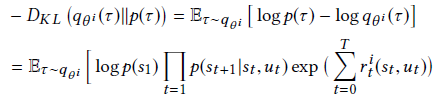 − D_{KL} (q_{θ^i}(τ)||p(τ)) = 𝔼_{τ∼q_{θ^i}} [ log p(τ) − log q_{θ^i}(τ)]
= 𝔼_{τ∼q_{θ^i}} [ log p(s_1) ∏_{t=1} p(s_{t+1}|s_t, u_t) exp ( ∑_{t=0}^{T} r_t^i(s_t, u_t))